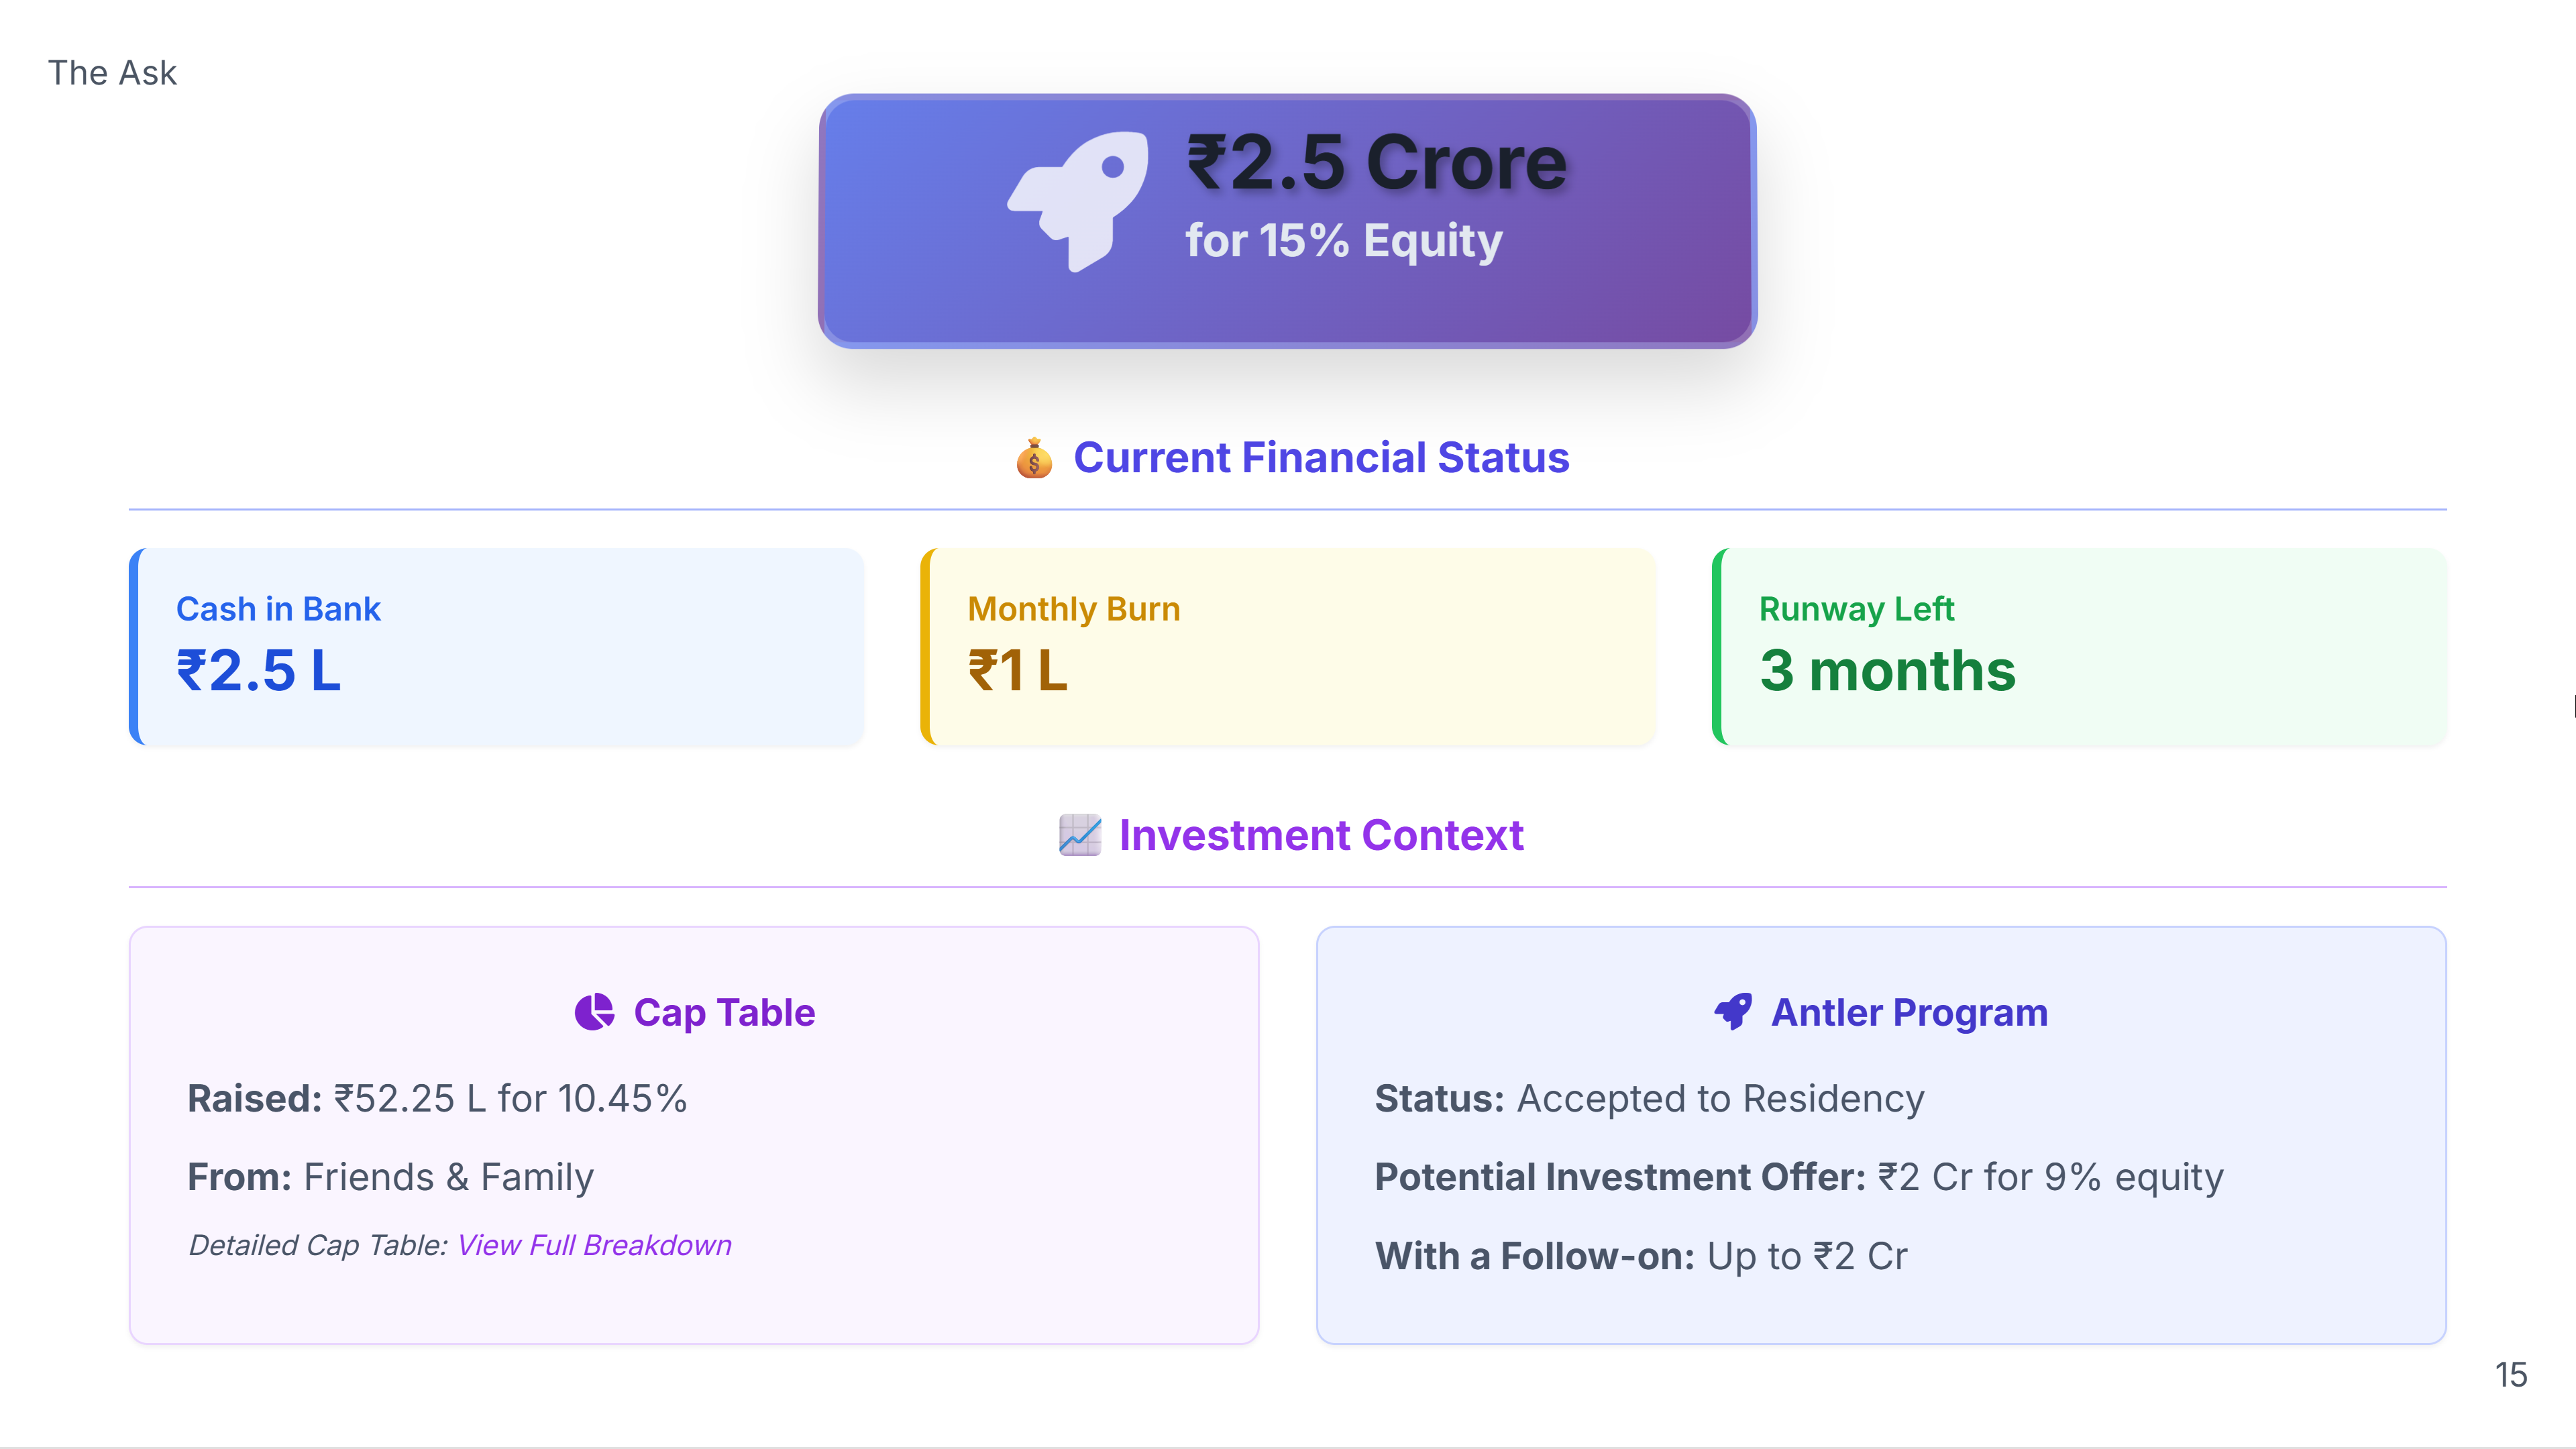 The Ask
₹2.5 Crore
for 15% Equity
💰 Current Financial Status
Cash in Bank
₹2.5 L
Monthly Burn
₹1 L
Runway Left
3 months
📈 Investment Context
Cap Table
Raised: ₹52.25 L for 10.45%
From: Friends & Family
Detailed Cap Table: View Full Breakdown
Antler Program
Status: Accepted to Residency
Potential Investment Offer: ₹2 Cr for 9% equity
With a Follow-on: Up to ₹2 Cr
15